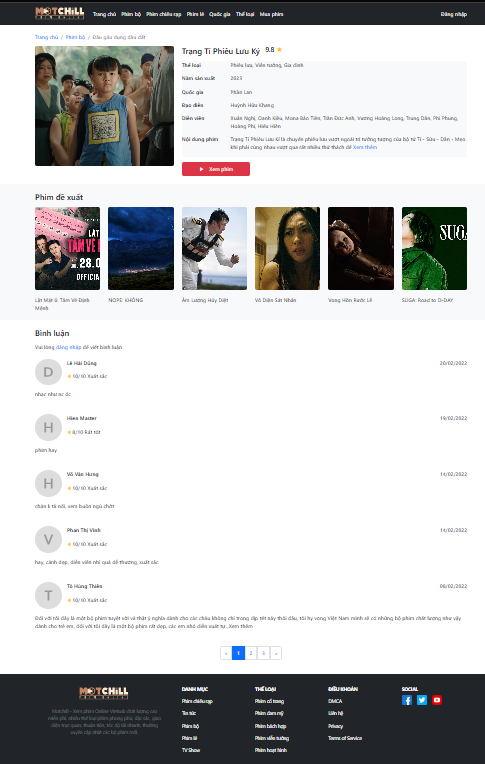 MOTCHILL
Trang chủ Phim bộ Phim chiếu rạp Phim lẻ Quốc gia Thể loại Mua phim Đăng nhập
Trang chủ / Phim bộ / Đấu gấu đụng đầu đất
Trạng Tí Phiêu Lưu Ký 9.8
Thể loại Phiêu lưu, Viễn tưởng, Gia đình
Năm sản xuất 2023
Quốc gia Phần Lan
Đạo diễn Huỳnh Hữu Khang
Diễn viên Xuân Nghị, Oanh Kiều, Mona Bảo Tiên, Trần Đức Anh, Vương Hoàng Long, Trung Dân, Phi Phụng,
Hoàng Phi, Hiếu Hiền
Nội dung phim Trạng Tí Phiêu Lưu Kí là chuyến phiêu lưu vượt ngoài trí tưởng tượng của bộ tứ Tí - Sửu - Dần - Mẹo
khi phải cùng nhau vượt qua rất nhiều thử thách để Xem thêm
Xem phim
Phim đề xuất
LẬT
28.0
OFFICIAL
SUGA
Lật Mặt 6: Tấm Vé Định
Mệnh
NOPE: KHÔNG
Âm Lượng Hủy Diệt
Vô Diện Sát Nhân
Vong Hồn Rước Lễ
SUGA: Road to D-DAY
Bình luận
Vui lòng đăng nhập để viết bình luận
D
Lê Hải Dũng 20/02/2022
10/10 Xuất sắc
nhạc như rc óc
H
Hien Master 19/02/2022
8/10 Rất tốt
phim hay
H
Võ Văn Hưng 14/02/2022
10/10 Xuất sắc
chán k tả nổi, xem buồn ngủ chớt
V
Phan Thị Vinh 14/02/2022
10/10 Xuất sắc
hay, cảnh đẹp, diễn viên nhí quá dễ thương, xuất sắc
T
Tô Hùng Thiên 08/02/2022
10/10 Xuất sắc
Đối với tôi đây là một bộ phim tuyệt vời và thật ý nghĩa dành cho các cháu không chỉ trong dịp tết này thôi đâu, tôi hy vọng Việt Nam mình sẽ có những bộ phim chất lượng như vậy
dành cho trẻ em, đối với tôi đây là một bộ phim rất đẹp, các em nhỏ diễn xuất tự.. Xem thêm
« 1 2 3 »
MOTCHILL
Motchill - Xem phim Online Vietsub chất lượng cao
miễn phí, nhiều thể loại phim phong phú, đặc sắc, giao
diện trực quan, thuận tiện, tốc độ tải nhanh, thường
xuyên cập nhật các bộ phim mới.
DANH MỤC
Phim chiếu rạp
Tin tức
Phim bộ
Phim lẻ
TV Show
THỂ LOẠI
Phim cổ trang
Phim đam mỹ
Phim bách hợp
Phim viễn tưởng
Phim hoạt hình
ĐIỀU KHOẢN
DMCA
Liên hệ
Privacy
Terms of Service
SOCIAL